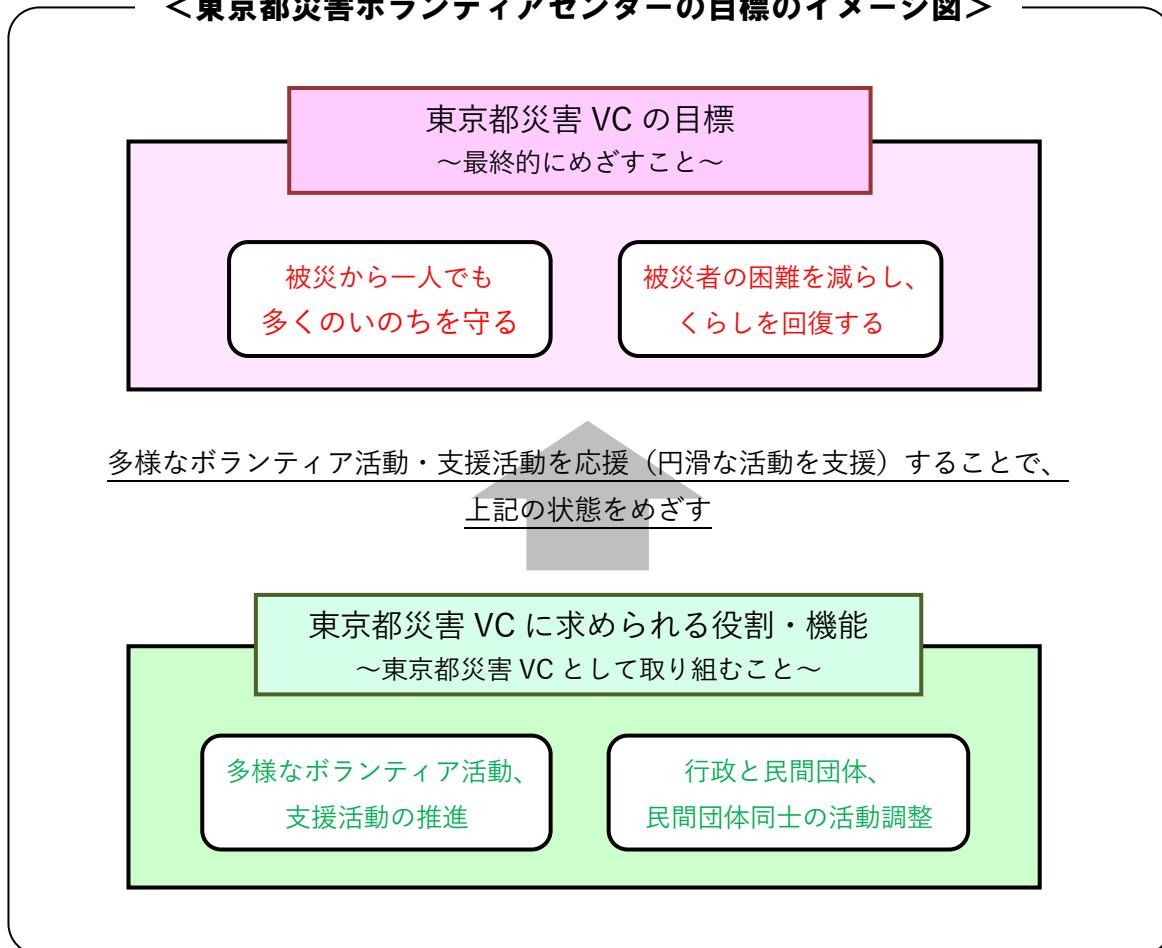 ＜東京都災害ボランティアセンターの目標のイメージ図＞
東京都災害 VC の目標
～最終的にめざすこと～
被災から一人でも
多くのいのちを守る
被災者の困難を減らし、
くらしを回復する
多様なボランティア活動・支援活動を応援（円滑な活動を支援）することで、
上記の状態をめざす
東京都災害 VC に求められる役割・機能
～東京都災害 VC として取り組むこと～
多様なボランティア活動、
支援活動の推進
行政と民間団体、
民間団体同士の活動調整